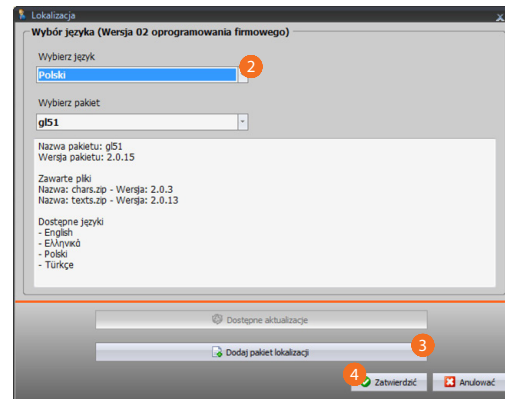 Lokalizacja
x
Wybór języka (Wersja 02 oprogramowania firmowego)
Wybierz język
Polski
2
Wybierz pakiet
gl51
Nazwa pakietu: gl51
Wersja pakietu: 2.0.15
Zawarte pliki
Nazwa: chars.zip - Wersja: 2.0.3
Nazwa: texts.zip - Wersja: 2.0.13
Dostępne języki
- English
- Ελληνικά
- Polski
- Türkçe
Dostępne aktualizacje
Dodaj pakiet lokalizacji
3
4
Zatwierdzić
Anulować